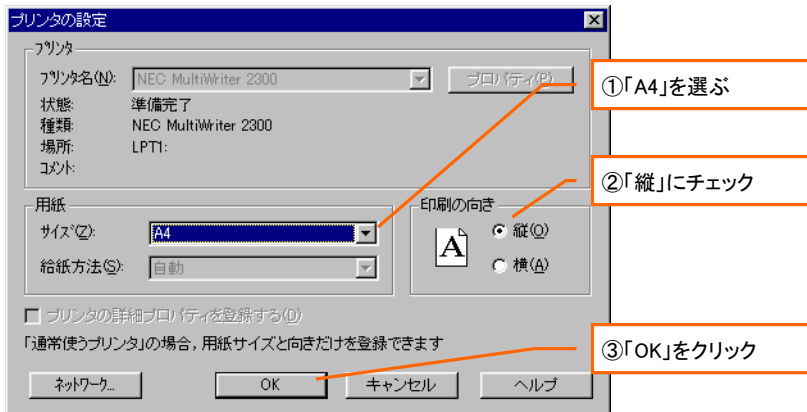 プリンタの設定
プリンタ
プリンタ名(N): NEC MultiWriter 2300 プロパティ(P)
状態: 準備完了
種類: NEC MultiWriter 2300
場所: LPT1:
コメント:
①「A4」を選ぶ
②「縦」にチェック
用紙
サイズ(Z): A4
給紙方法(S): 自動
印刷の向き
A
縦(O)
横(A)
プリンタの詳細プロパティを登録する(D)
「通常使うプリンタ」の場合,用紙サイズと向きだけを登録できます
③「OK」をクリック
ネットワーク... OK キャンセル ヘルプ